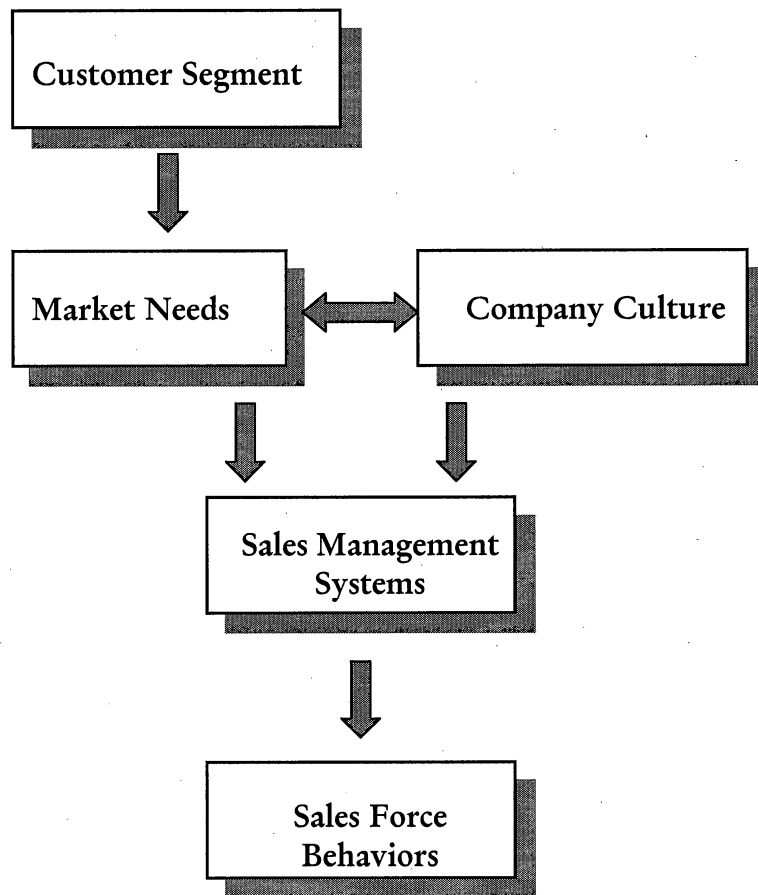 Customer Segment
Market Needs
Company Culture
Sales Management
Systems
Sales Force
Behaviors